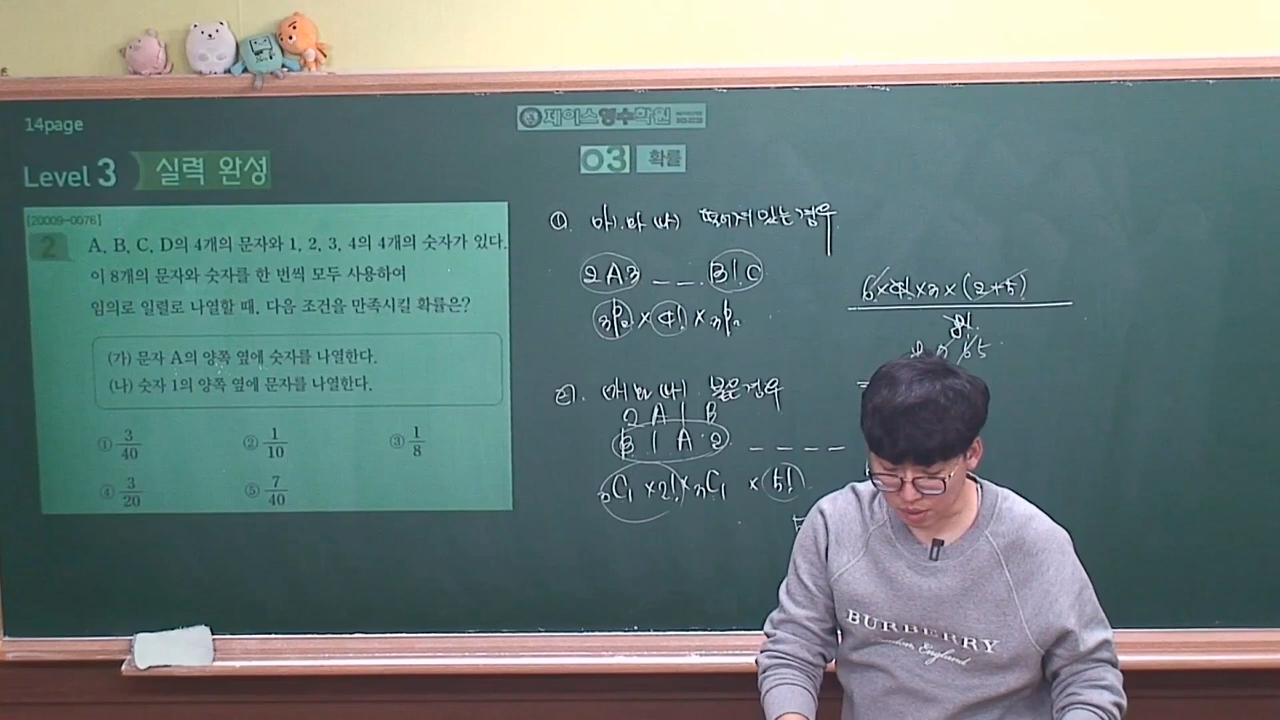 14page
제이스영수학원
Level 3 실력 완성
03 확률
[20009-0076]
2
A, B, C, D의 4개의 문자와 1, 2, 3, 4의 4개의 숫자가 있다.
이 8개의 문자와 숫자를 한 번씩 모두 사용하여
임의로 일렬로 나열할 때, 다음 조건을 만족시킬 확률은?
(가) 문자 A의 양쪽 옆에 숫자를 나열한다.
(나) 숫자 1의 양쪽 옆에 문자를 나열한다.
① 3/40 ② 1/10 ③ 1/8
④ 3/20 ⑤ 7/40
떨어져 있는 경우
2A3 _ _ B1C
3P2 × 4! × 3P2
붙은 경우
2 A 1 B
B 1 A 2 _ _ _ _
3C1 × 2! × 3C1 × 5!
6×4!×3×(2+5)
8!